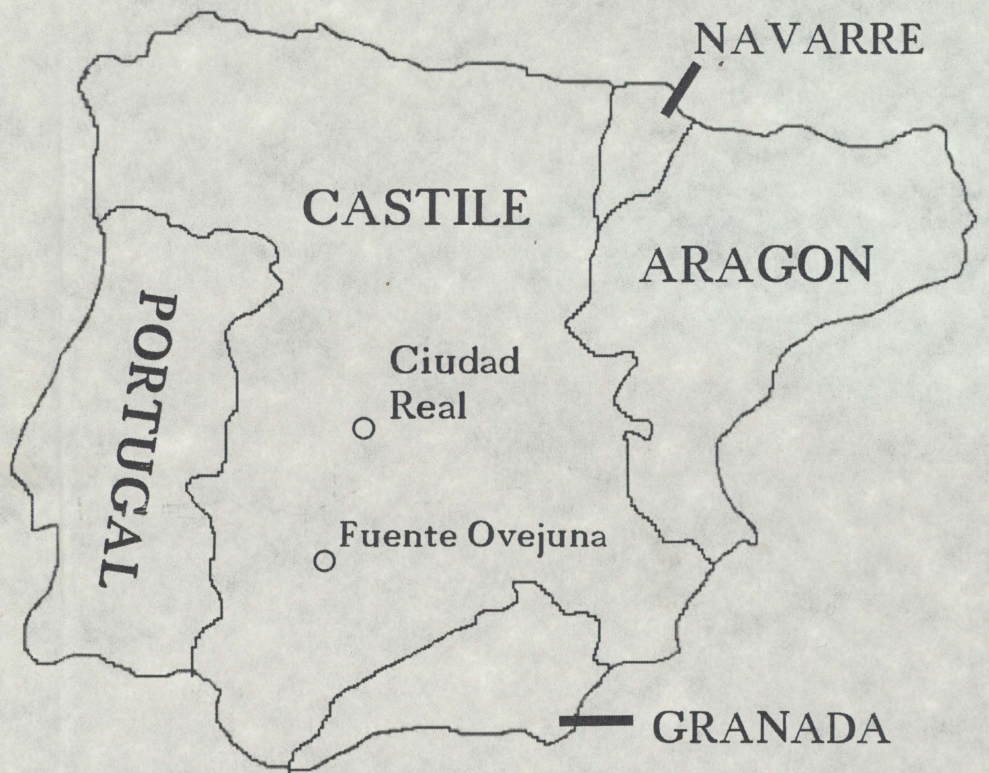 NAVARRE
CASTILE
ARAGON
PORTUGAL
Ciudad
Real
Fuente Ovejuna
GRANADA